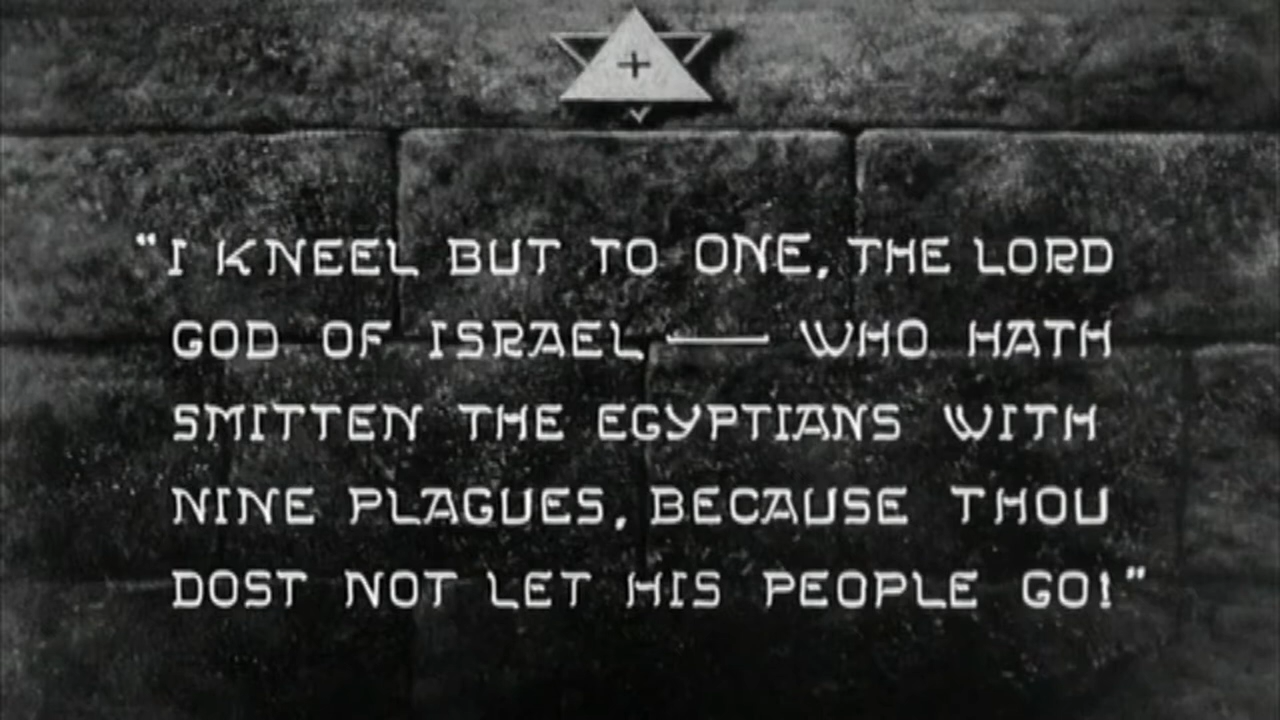 "I KNEEL BUT TO ONE, THE LORD
GOD OF ISRAEL — WHO HATH
SMITTEN THE EGYPTIANS WITH
NINE PLAGUES, BECAUSE THOU
DOST NOT LET HIS PEOPLE GO!"